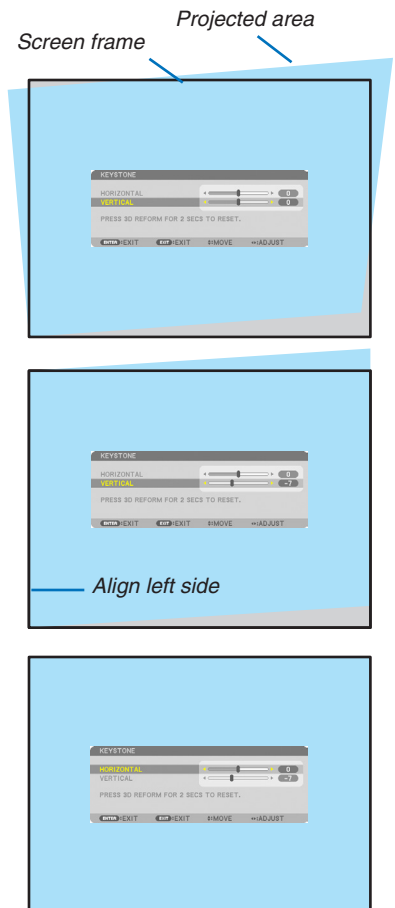 Projected area
Screen frame
KEYSTONE
HORIZONTAL 0
VERTICAL 0
PRESS 3D REFORM FOR 2 SECS TO RESET.
ENTER :EXIT EXIT :EXIT ⇕:MOVE ⇔:ADJUST
KEYSTONE
HORIZONTAL 0
VERTICAL -7
PRESS 3D REFORM FOR 2 SECS TO RESET.
ENTER :EXIT EXIT :EXIT ⇕:MOVE ⇔:ADJUST
Align left side
KEYSTONE
HORIZONTAL 0
VERTICAL -7
PRESS 3D REFORM FOR 2 SECS TO RESET.
ENTER :EXIT EXIT :EXIT ⇕:MOVE ⇔:ADJUST